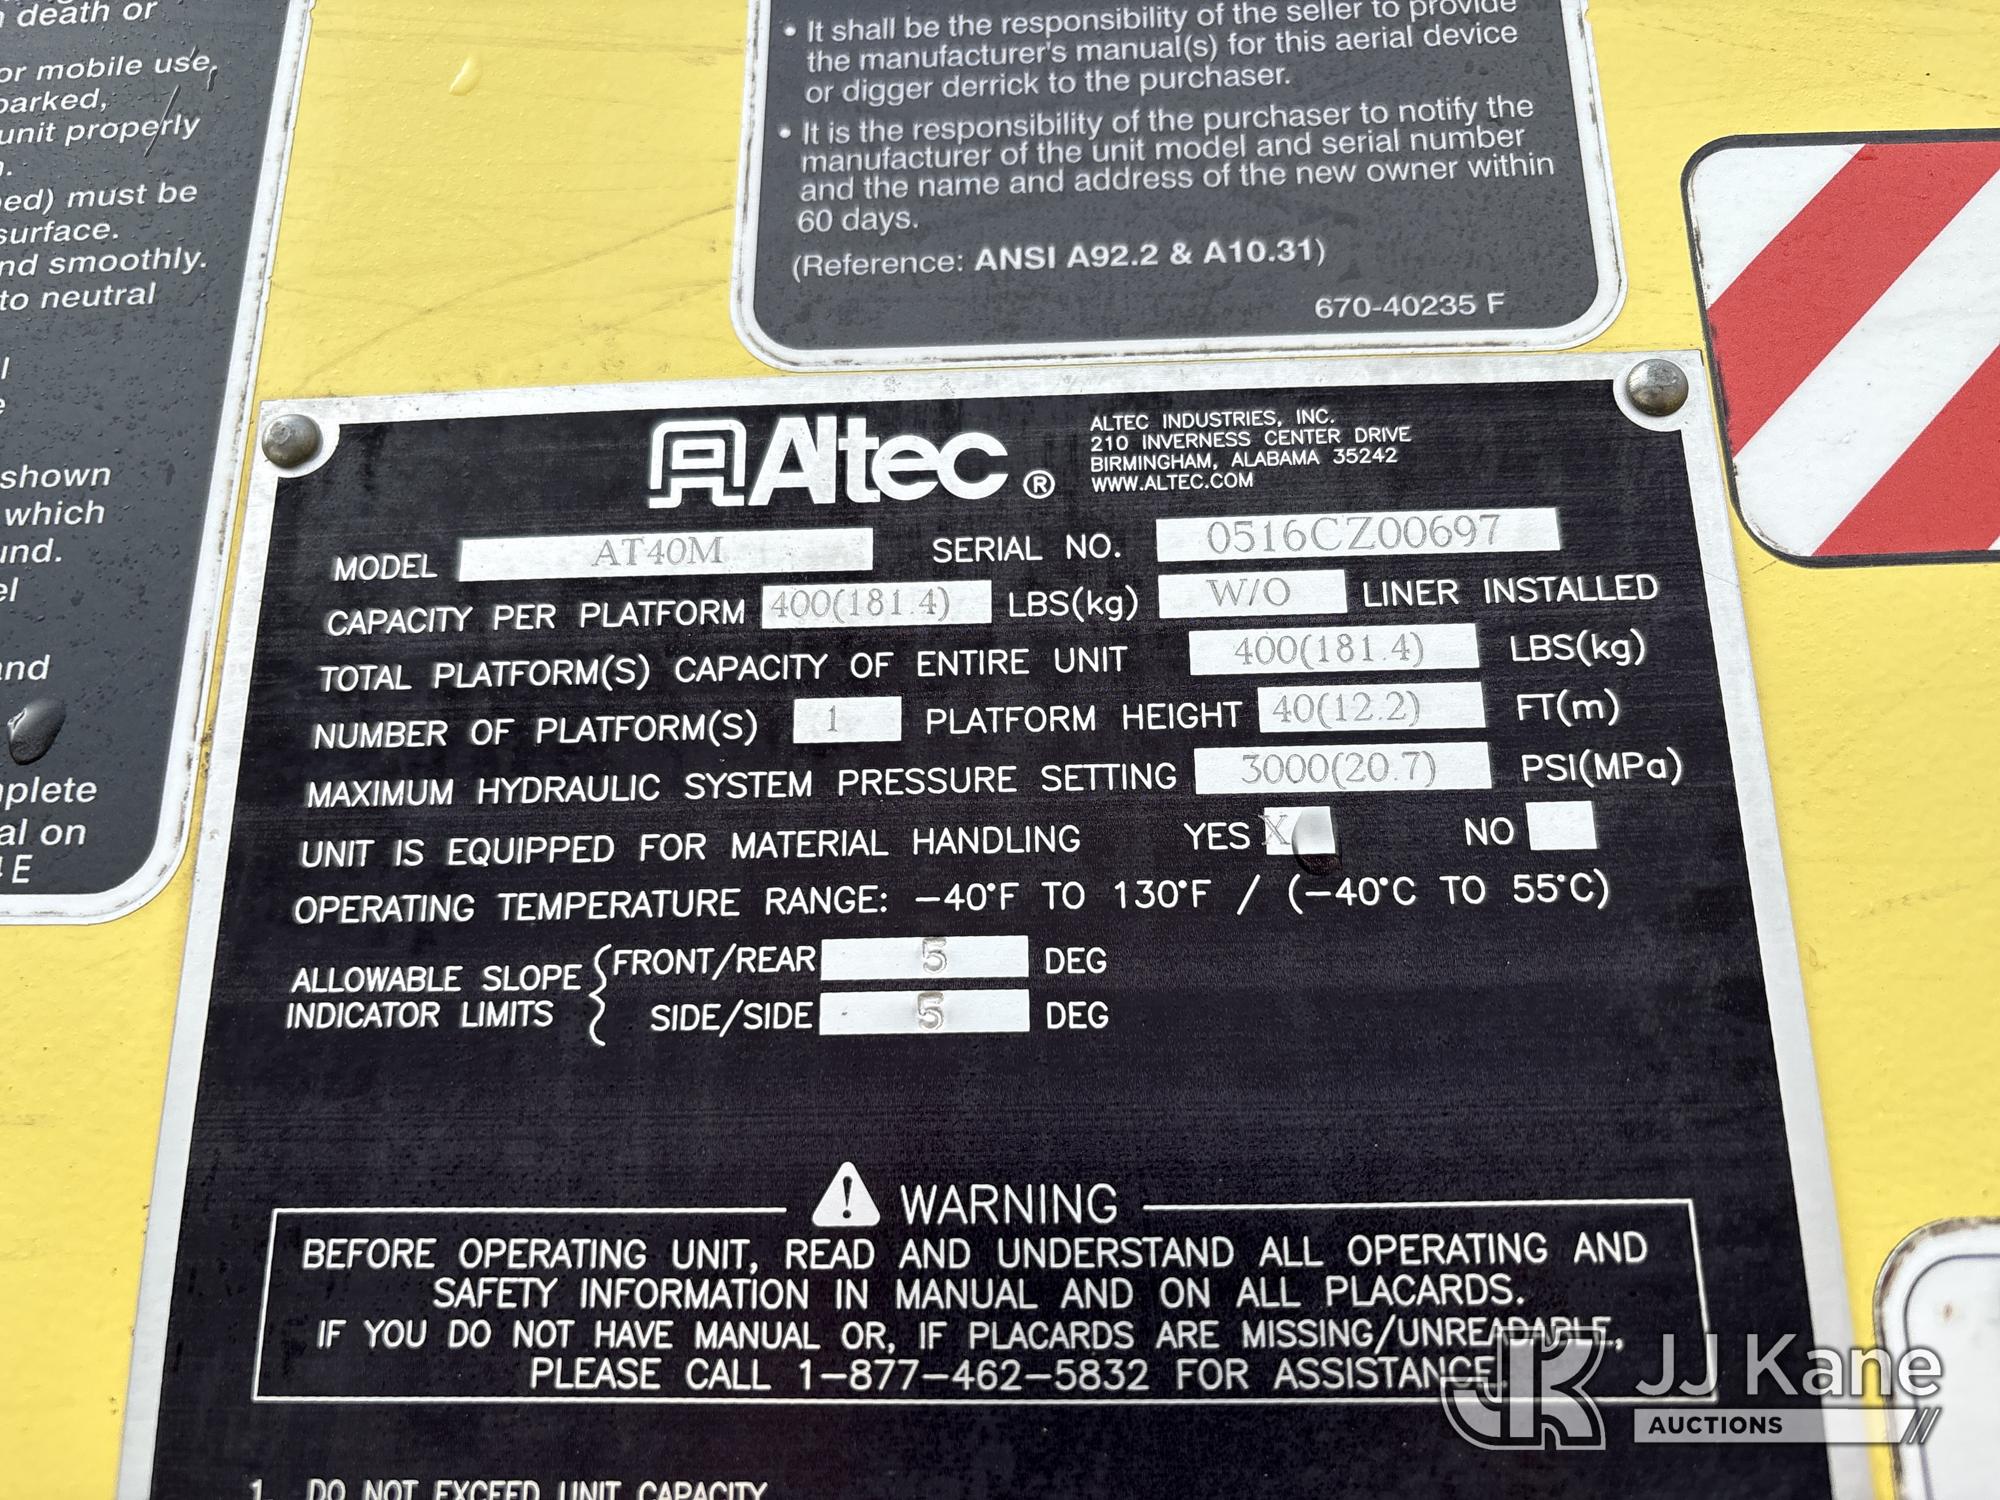 death or
or mobile use,
parked,
unit properly
must be
surface.
nd smoothly.
to neutral
shown
which
and
on
E
• It shall be the responsibility of the seller to provide
the manufacturer's manual(s) for this aerial device
or digger derrick to the purchaser.
• It is the responsibility of the purchaser to notify the
manufacturer of the unit model and serial number
and the name and address of the new owner within
60 days.
(Reference: ANSI A92.2 & A10.31)
670-40235 F
Altec ®
ALTEC INDUSTRIES, INC.
210 INVERNESS CENTER DRIVE
BIRMINGHAM, ALABAMA 35242
WWW.ALTEC.COM
MODEL AT40M SERIAL NO. 0516CZ00697
CAPACITY PER PLATFORM 400(181.4) LBS(kg) W/O LINER INSTALLED
TOTAL PLATFORM(S) CAPACITY OF ENTIRE UNIT 400(181.4) LBS(kg)
NUMBER OF PLATFORM(S) 1 PLATFORM HEIGHT 40(12.2) FT(m)
MAXIMUM HYDRAULIC SYSTEM PRESSURE SETTING 3000(20.7) PSI(MPa)
UNIT IS EQUIPPED FOR MATERIAL HANDLING YES X NO
OPERATING TEMPERATURE RANGE: -40°F TO 130°F / (-40°C TO 55°C)
ALLOWABLE SLOPE INDICATOR LIMITS
FRONT/REAR 5 DEG
SIDE/SIDE 5 DEG
! WARNING
BEFORE OPERATING UNIT, READ AND UNDERSTAND ALL OPERATING AND
SAFETY INFORMATION IN MANUAL AND ON ALL PLACARDS.
IF YOU DO NOT HAVE MANUAL OR, IF PLACARDS ARE MISSING/UNREADABLE,
PLEASE CALL 1-877-462-5832 FOR ASSISTANCE.
1. DO NOT EXCEED UNIT CAPACITY
JK JJ Kane
AUCTIONS